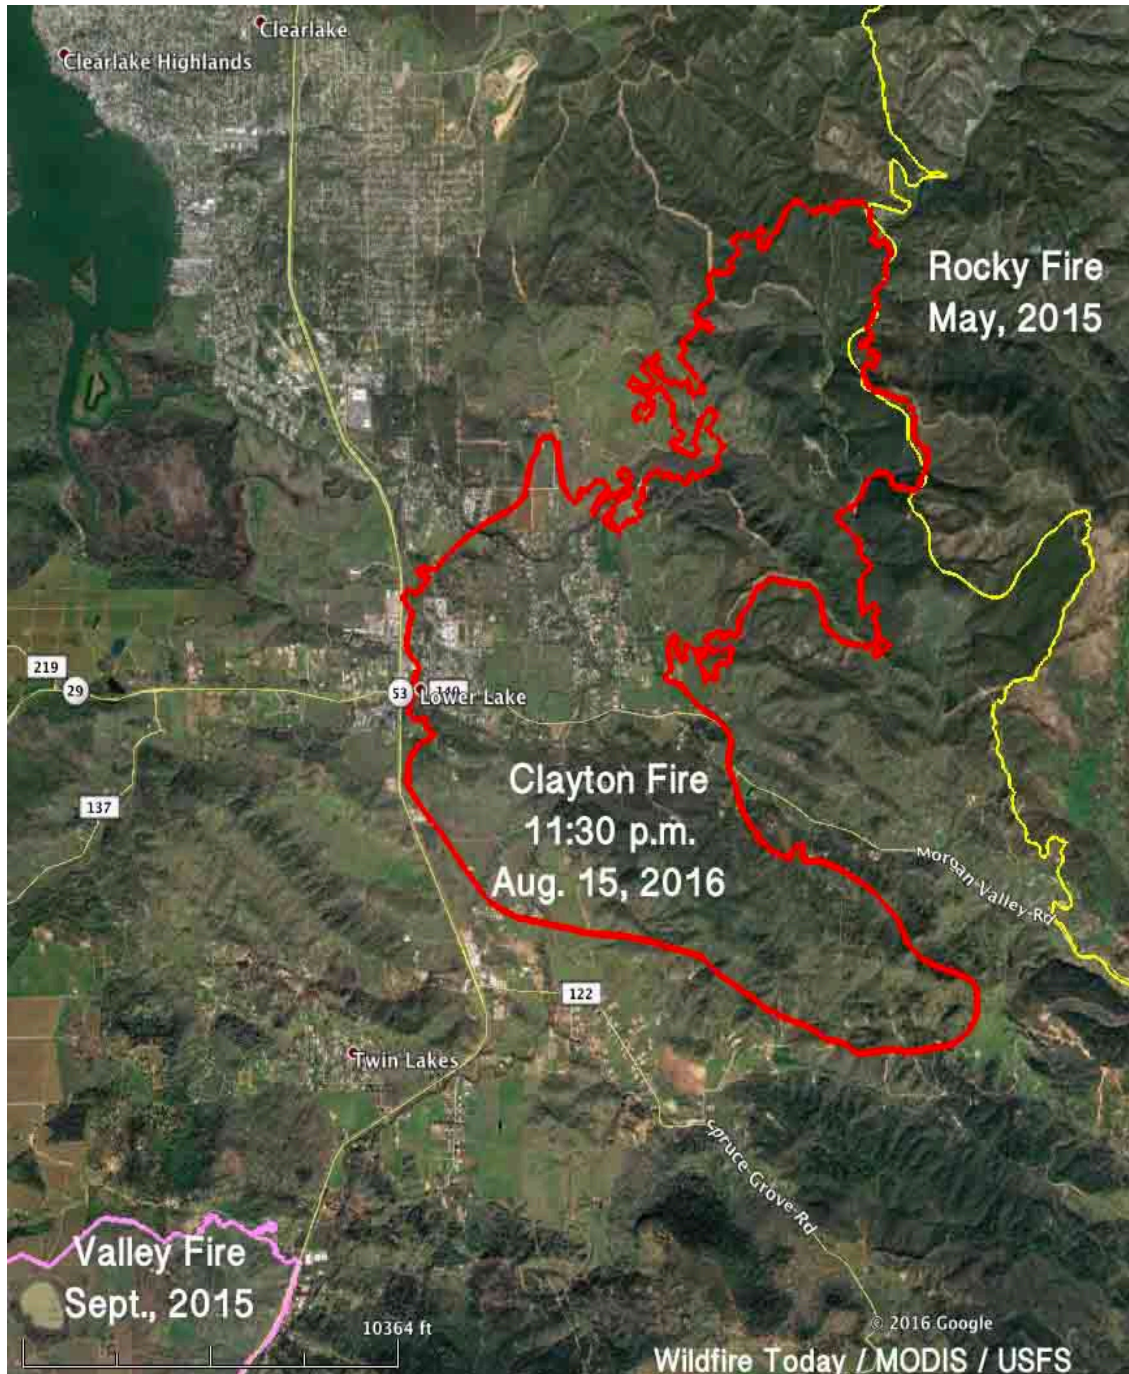 Clearlake
Clearlake Highlands
Rocky Fire
May, 2015
219
29
53
Lower Lake
137
Clayton Fire
11:30 p.m.
Aug. 15, 2016
Morgan Valley Rd
122
Twin Lakes
Spruce Grove Rd
Valley Fire
Sept., 2015
10364 ft
© 2016 Google
Wildfire Today / MODIS / USFS